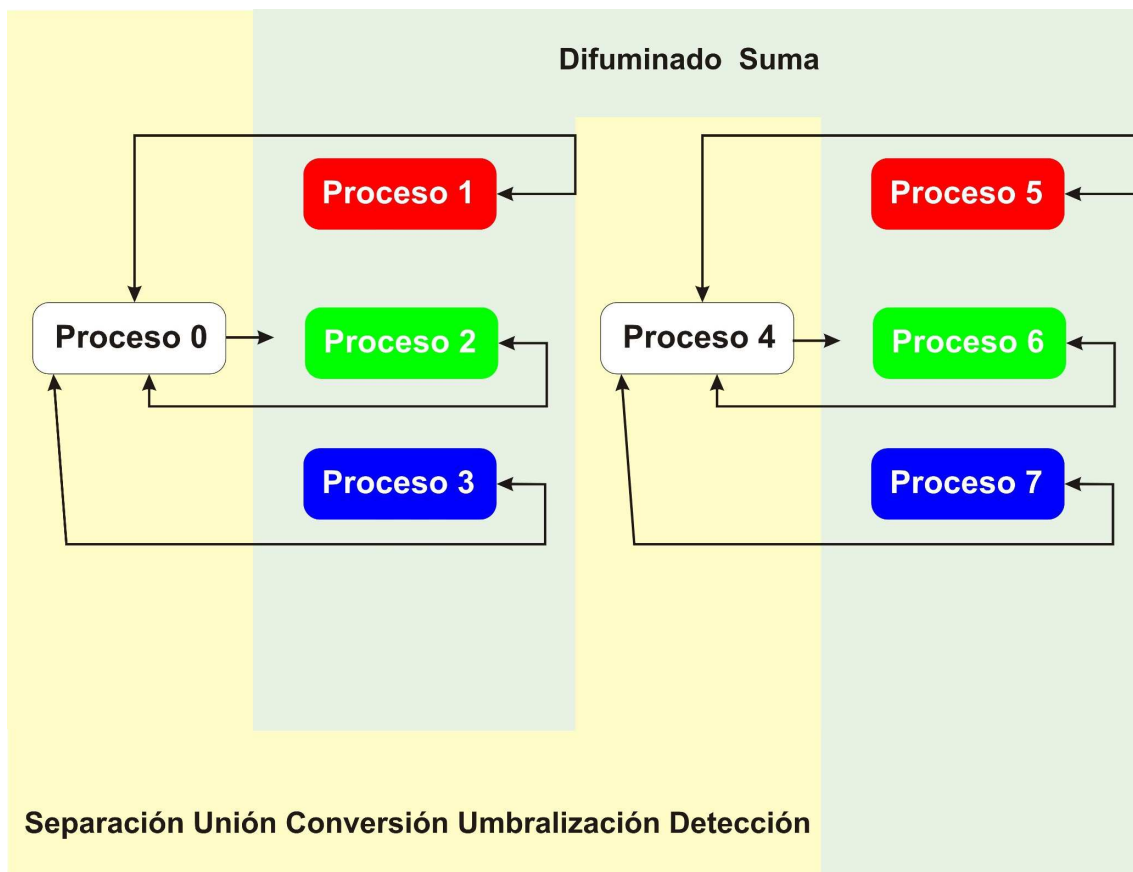 Difuminado Suma
Proceso 1
Proceso 5
Proceso 0
Proceso 2
Proceso 4
Proceso 6
Proceso 3
Proceso 7
Separación Unión Conversión Umbralización Detección